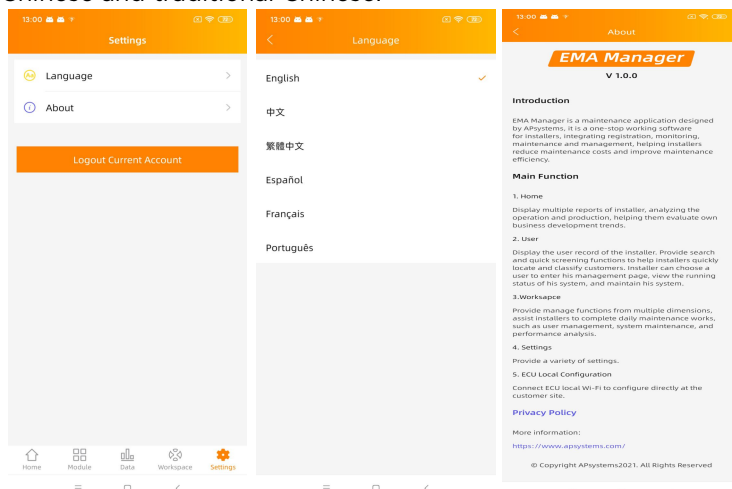 13:00
Settings
Language
About
Logout Current Account
Home
Module
Data
Workspace
Settings
13:00
Language
English
中文
繁體中文
Español
Français
Português
13:00
About
EMA Manager
V 1.0.0
Introduction
EMA Manager is a maintenance application designed
by APsystems, it is a one-stop working software
for installers, integrating registration, monitoring,
maintenance and management, helping installers
reduce maintenance costs and improve maintenance
efficiency.
Main Function
1. Home
Display multiple reports of installer, analyzing the
operation and production, helping them evaluate own
business development trends.
2. User
Display the user record of the installer. Provide search
and quick screening functions to help installers quickly
locate and classify customers. Installer can choose a
user to enter his management page, view the running
status of his system, and maintain his system.
3.Worksapce
Provide manage functions from multiple dimensions,
assist installers to complete daily maintenance works,
such as user management, system maintenance, and
performance analysis.
4. Settings
Provide a variety of settings.
5. ECU Local Configuration
Connect ECU local Wi-Fi to configure directly at the
customer site.
Privacy Policy
More information:
https://www.apsystems.com/
© Copyright APsystems2021. All Rights Reserved